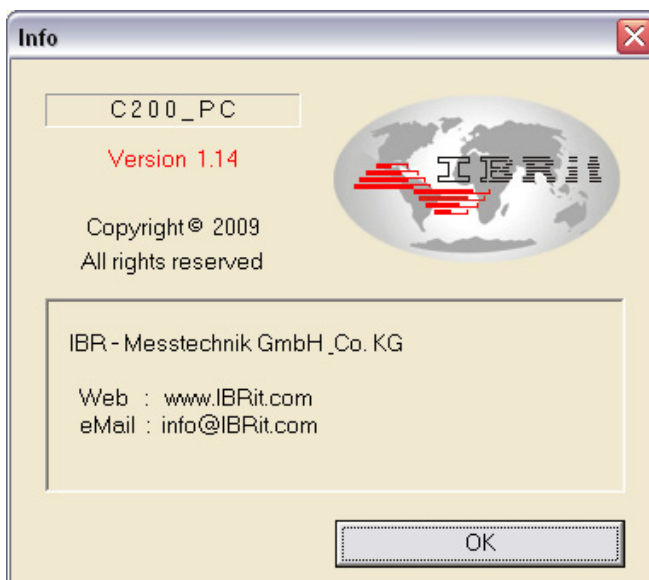 Info
C200_PC
IBRit
Version 1.14
Copyright © 2009
All rights reserved
IBR - Messtechnik GmbH _Co. KG
Web : www.IBRit.com
eMail : info@IBRit.com
OK